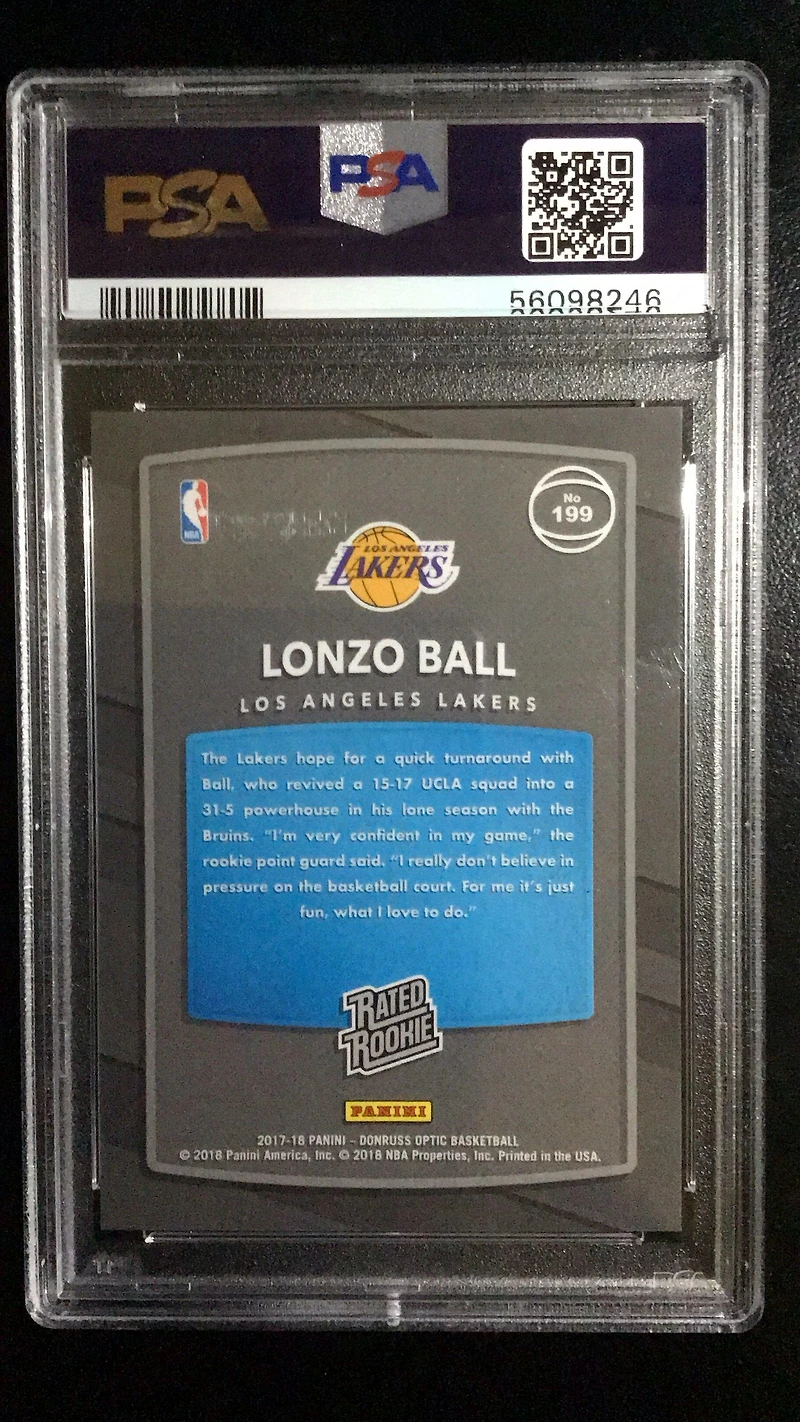 PSA
PSA
56098246
NBA
No
199
LOS ANGELES
LAKERS
LONZO BALL
LOS ANGELES LAKERS
The Lakers hope for a quick turnaround with
Ball, who revived a 15-17 UCLA squad into a
31-5 powerhouse in his lone season with the
Bruins. “I'm very confident in my game,” the
rookie point guard said. “I really don't believe in
pressure on the basketball court. For me it's just
fun, what I love to do.”
RATED
ROOKIE
PANINI
2017-18 PANINI – DONRUSS OPTIC BASKETBALL
© 2018 Panini America, Inc. © 2018 NBA Properties, Inc. Printed in the USA.